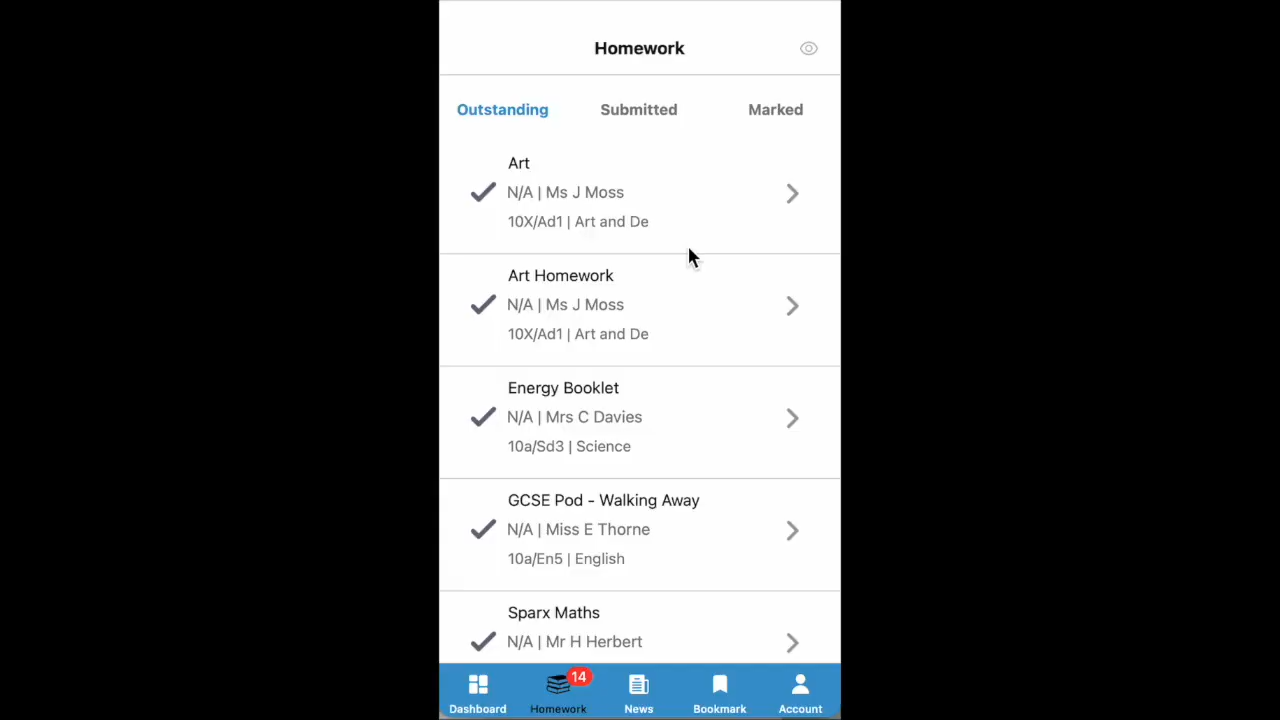 Homework
Outstanding Submitted Marked
Art
N/A | Ms J Moss
10X/Ad1 | Art and De
Art Homework
N/A | Ms J Moss
10X/Ad1 | Art and De
Energy Booklet
N/A | Mrs C Davies
10a/Sd3 | Science
GCSE Pod - Walking Away
N/A | Miss E Thorne
10a/En5 | English
Sparx Maths
N/A | Mr H Herbert
14
Dashboard Homework News Bookmark Account